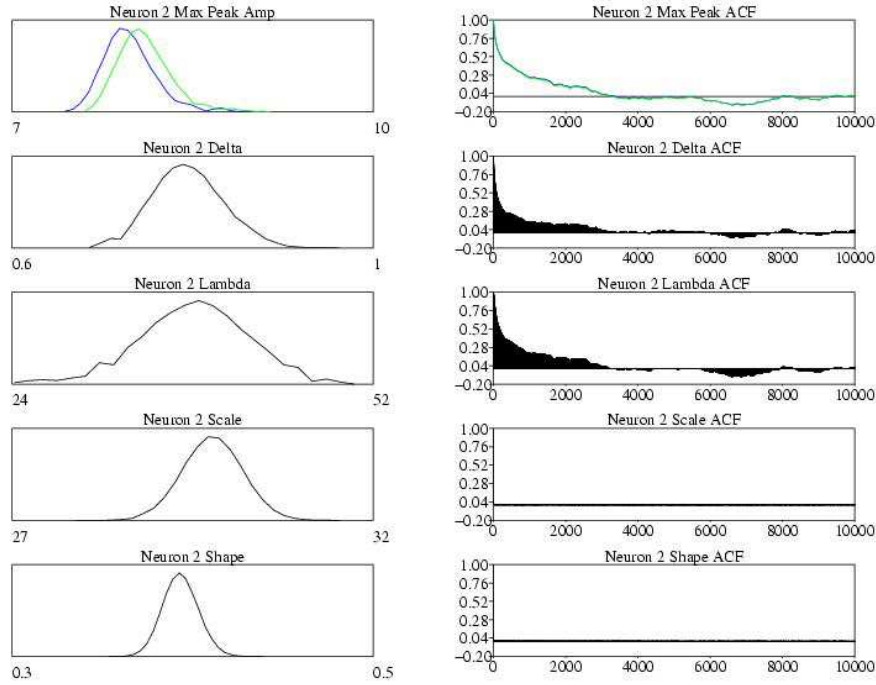 Neuron 2 Max Peak Amp
7 10
Neuron 2 Delta
0.6 1
Neuron 2 Lambda
24 52
Neuron 2 Scale
27 32
Neuron 2 Shape
0.3 0.5
Neuron 2 Max Peak ACF
1.00
0.76
0.52
0.28
0.04
−0.20
0 2000 4000 6000 8000 10000
Neuron 2 Delta ACF
1.00
0.76
0.52
0.28
0.04
−0.20
0 2000 4000 6000 8000 10000
Neuron 2 Lambda ACF
1.00
0.76
0.52
0.28
0.04
−0.20
0 2000 4000 6000 8000 10000
Neuron 2 Scale ACF
1.00
0.76
0.52
0.28
0.04
−0.20
0 2000 4000 6000 8000 10000
Neuron 2 Shape ACF
1.00
0.76
0.52
0.28
0.04
−0.20
0 2000 4000 6000 8000 10000